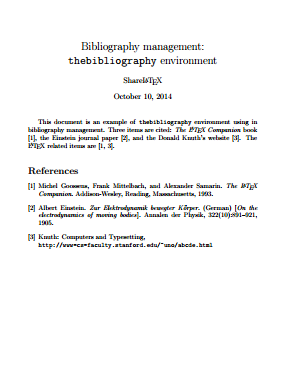 Bibliography management:
thebibliography environment
ShareLaTeX
October 10, 2014
This document is an example of thebibliography environment using in
bibliography management. Three items are cited: The LaTeX Companion book
[1], the Einstein journal paper [2], and the Donald Knuth's website [3]. The
LaTeX related items are [1, 3].
References
[1] Michel Goossens, Frank Mittelbach, and Alexander Samarin. The LaTeX
Companion. Addison-Wesley, Reading, Massachusetts, 1993.
[2] Albert Einstein. Zur Elektrodynamik bewegter Körper. (German) [On the
electrodynamics of moving bodies]. Annalen der Physik, 322(10):891–921,
1905.
[3] Knuth: Computers and Typesetting,
http://www-cs-faculty.stanford.edu/~uno/abcde.html